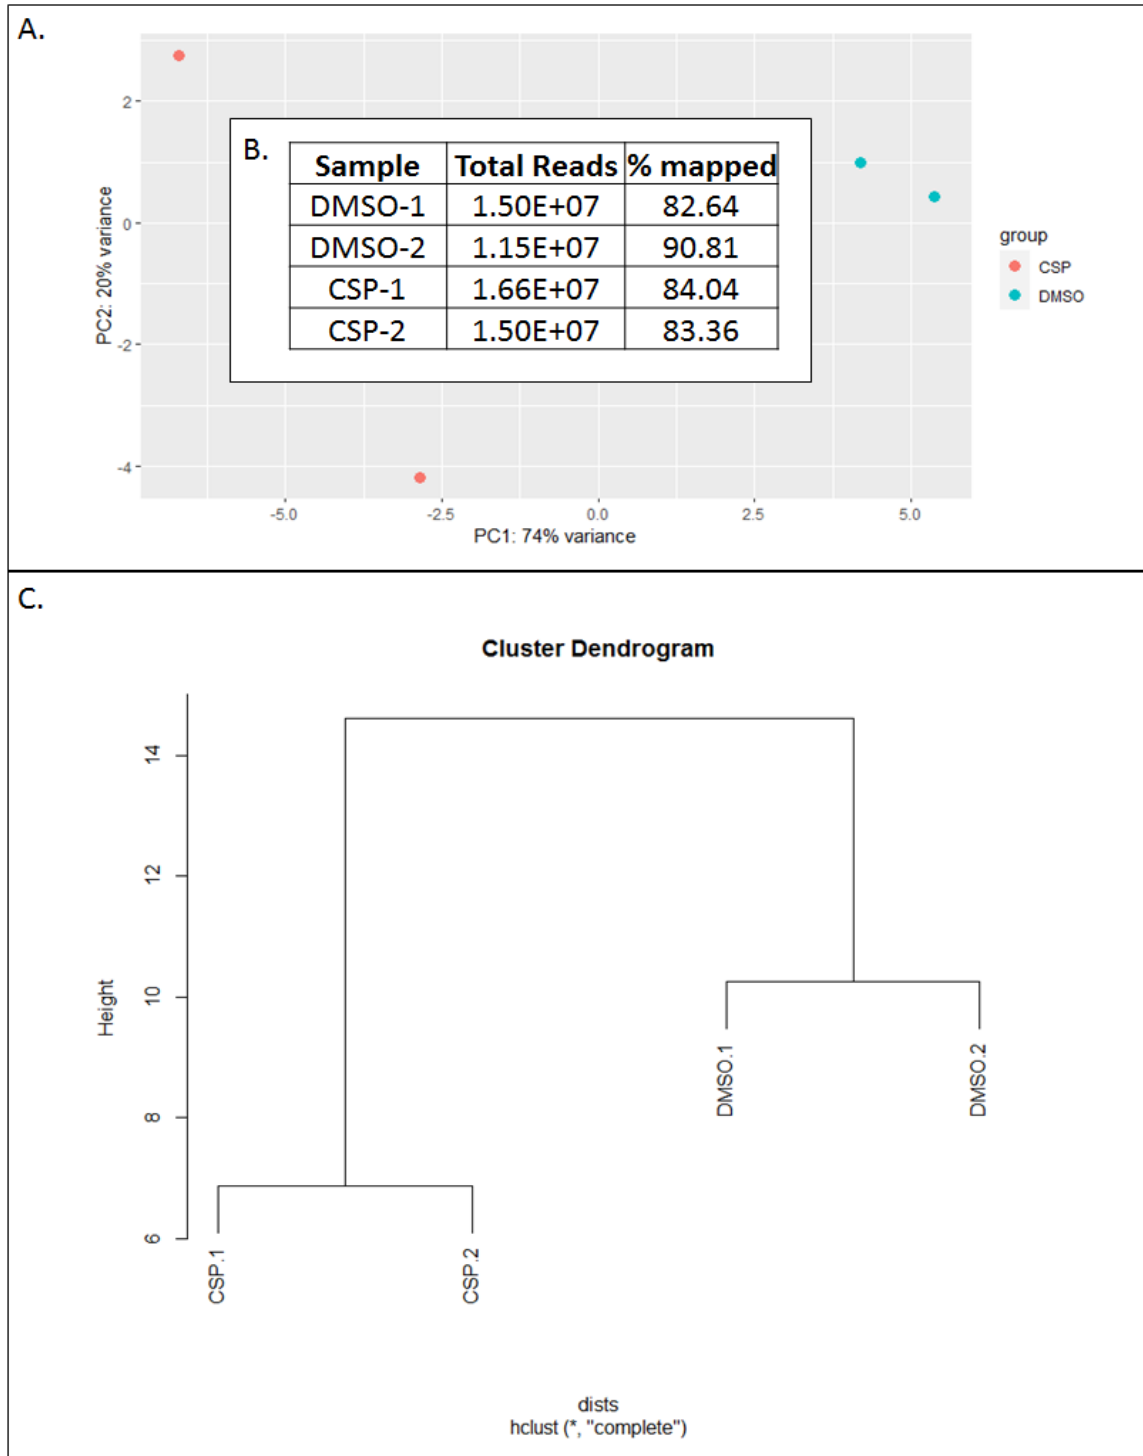 A.
2
0
-2
-4
PC2: 20% variance
-5.0 -2.5 0.0 2.5 5.0
PC1: 74% variance
group
CSP
DMSO
B.
Sample Total Reads % mapped
DMSO-1 1.50E+07 82.64
DMSO-2 1.15E+07 90.81
CSP-1 1.66E+07 84.04
CSP-2 1.50E+07 83.36
C.
Cluster Dendrogram
14
12
10
8
6
Height
CSP.1
CSP.2
DMSO.1
DMSO.2
dists
hclust (*, "complete")